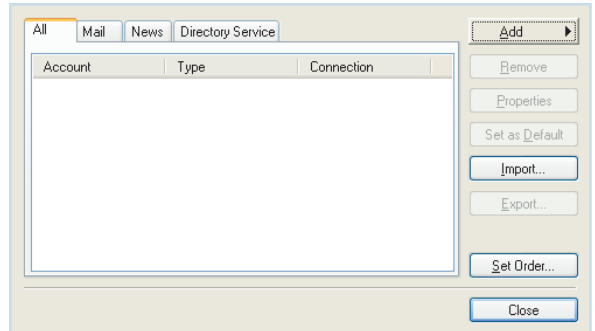 All Mail News Directory Service
Account Type Connection
Add
Remove
Properties
Set as Default
Import...
Export...
Set Order...
Close